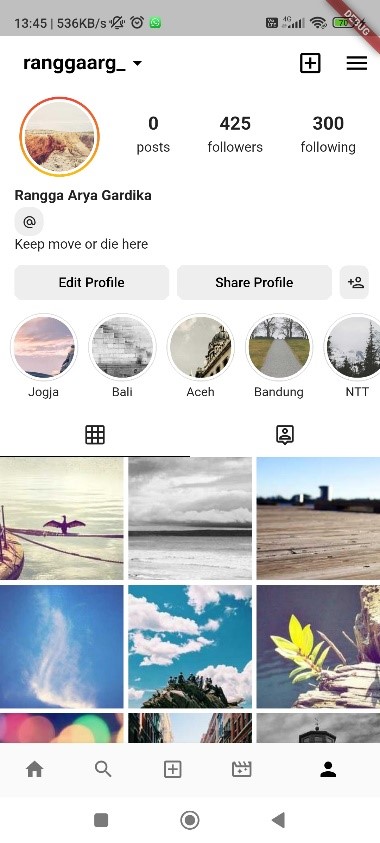 13:45 | 536KB/s
4G
70
DEBUG
ranggaarg_
0 425 300
posts followers following
Rangga Arya Gardika
@
Keep move or die here
Edit Profile Share Profile
Jogja Bali Aceh Bandung NTT